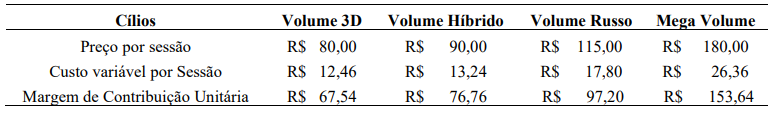 Cílios Volume 3D Volume Híbrido Volume Russo Mega Volume
Preço por sessão R$ 80,00 R$ 90,00 R$ 115,00 R$ 180,00
Custo variável por Sessão R$ 12,46 R$ 13,24 R$ 17,80 R$ 26,36
Margem de Contribuição Unitária R$ 67,54 R$ 76,76 R$ 97,20 R$ 153,64